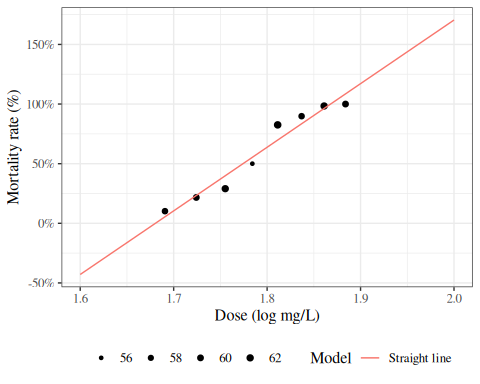 Mortality rate (%)
150%
100%
50%
0%
-50%
1.6 1.7 1.8 1.9 2.0
Dose (log mg/L)
56 58 60 62 Model Straight line